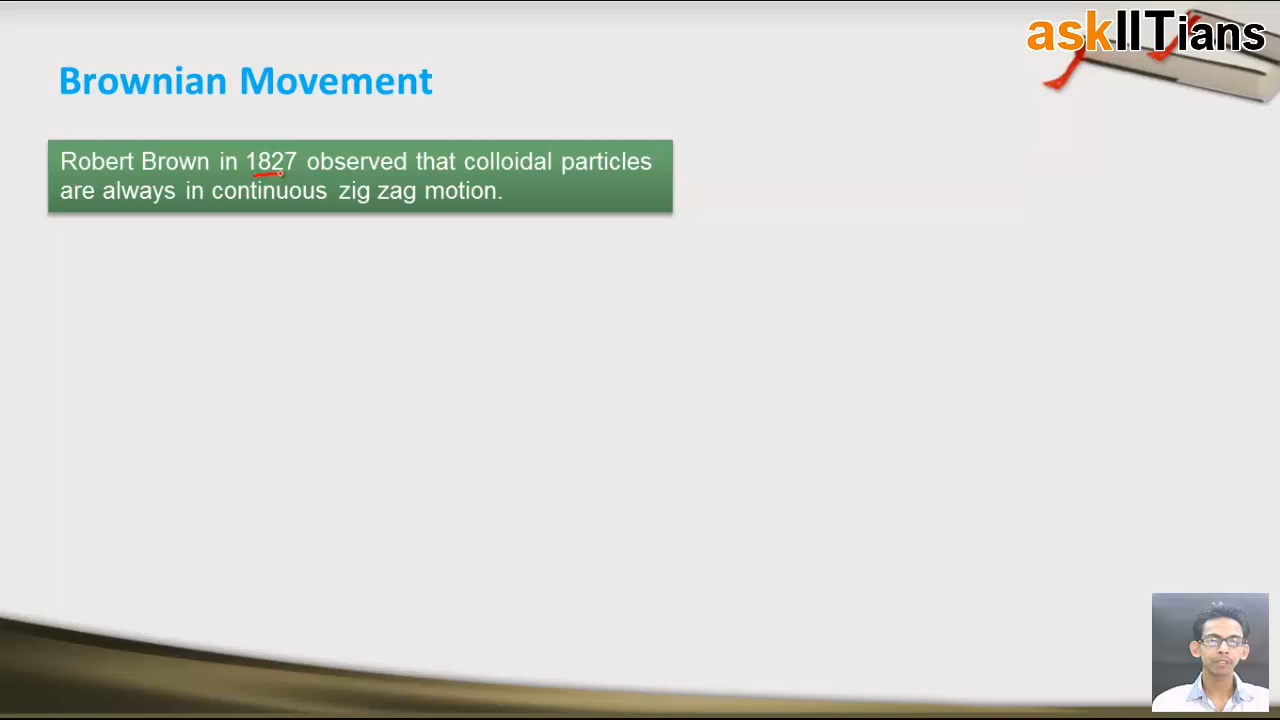 askIITians
Brownian Movement
Robert Brown in 1827 observed that colloidal particles
are always in continuous zig zag motion.